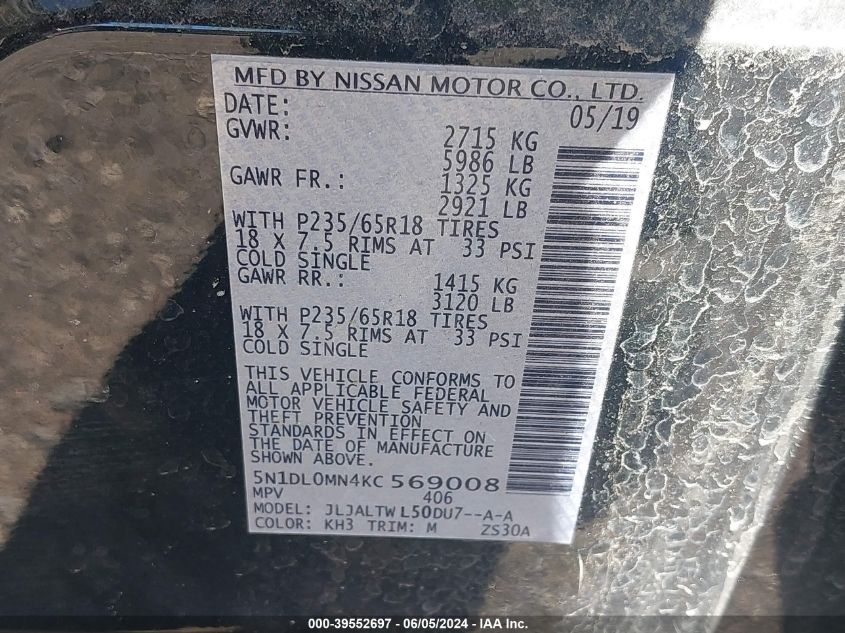 MFD BY NISSAN MOTOR CO., LTD.
DATE: 05/19
GVWR: 2715 KG
5986 LB
GAWR FR.: 1325 KG
2921 LB
WITH P235/65R18 TIRES
18 X 7.5 RIMS AT 33 PSI
COLD SINGLE
GAWR RR.: 1415 KG
3120 LB
WITH P235/65R18 TIRES
18 X 7.5 RIMS AT 33 PSI
COLD SINGLE
THIS VEHICLE CONFORMS TO
ALL APPLICABLE FEDERAL
MOTOR VEHICLE SAFETY AND
THEFT PREVENTION
STANDARDS IN EFFECT ON
THE DATE OF MANUFACTURE
SHOWN ABOVE.
5N1DL0MN4KC 569008
MPV 406
MODEL: JLJALTW L50DU7--A-A
COLOR: KH3 TRIM: M ZS30A
000-39552697 - 06/05/2024 - IAA Inc.